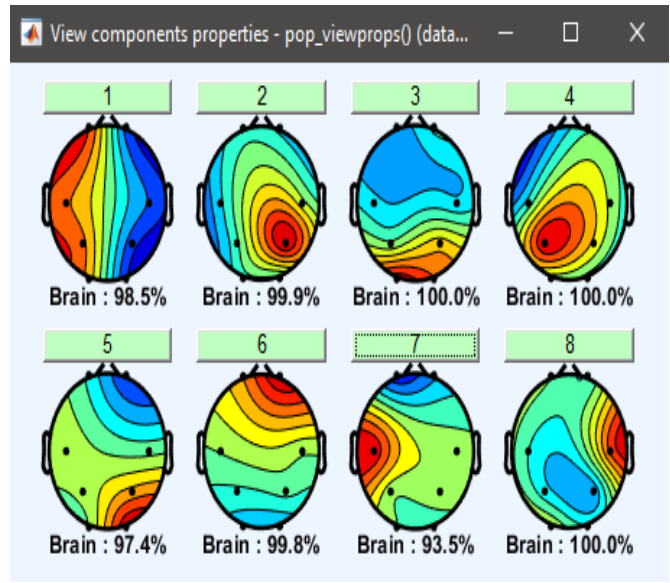 View components properties - pop_viewprops() (data...
1 2 3 4
Brain : 98.5% Brain : 99.9% Brain : 100.0% Brain : 100.0%
5 6 7 8
Brain : 97.4% Brain : 99.8% Brain : 93.5% Brain : 100.0%